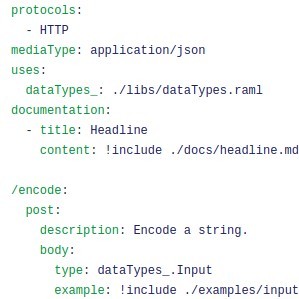 protocols:
  - HTTP
mediaType: application/json
uses:
  dataTypes_: ./libs/dataTypes.raml
documentation:
  - title: Headline
    content: !include ./docs/headline.md

/encode:
  post:
    description: Encode a string.
    body:
      type: dataTypes_.Input
      example: !include ./examples/input